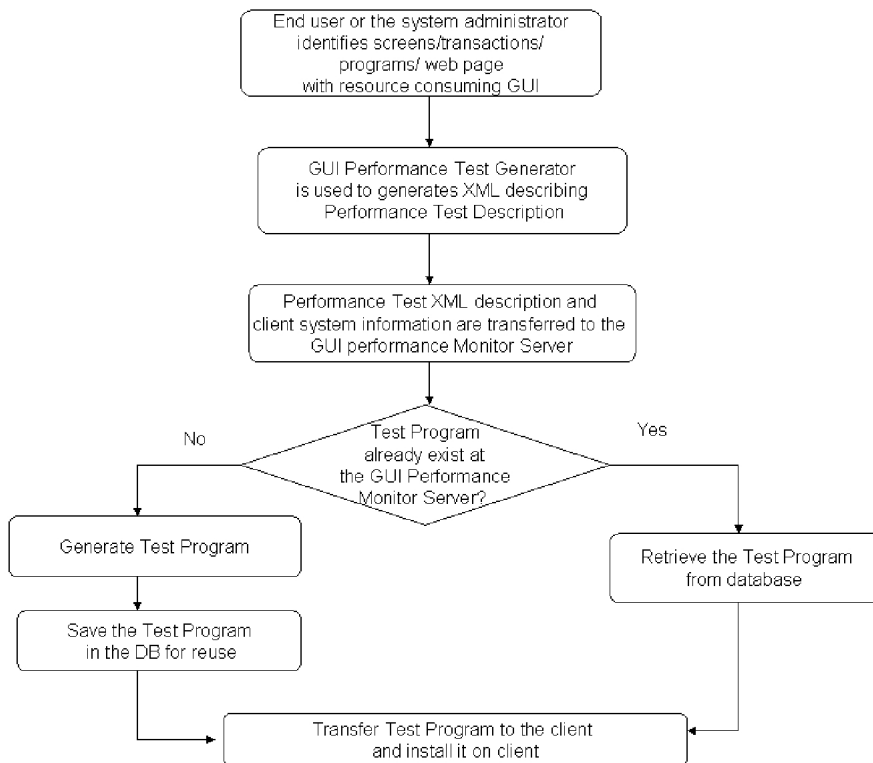 End user or the system administrator
identifies screens/transactions/
programs/ web page
with resource consuming GUI
GUI Performance Test Generator
is used to generates XML describing
Performance Test Description
Performance Test XML description and
client system information are transferred to the
GUI performance Monitor Server
No
Test Program
already exist at
the GUI Performance
Monitor Server?
Yes
Generate Test Program
Retrieve the Test Program
from database
Save the Test Program
in the DB for reuse
Transfer Test Program to the client
and install it on client